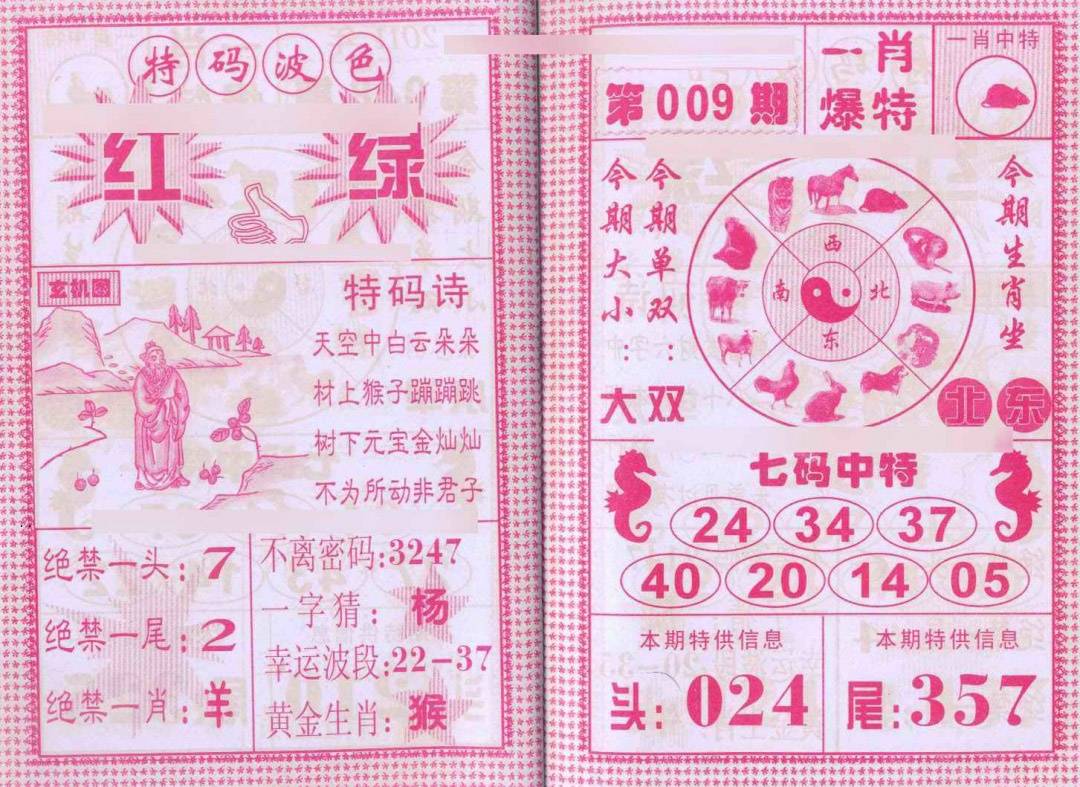 特码波色
红 绿
玄机图
特码诗
天空中白云朵朵
材上猴子蹦蹦跳
树下元宝金灿灿
不为所动非君子
绝禁一头:7
绝禁一尾:2
绝禁一肖:羊
不离密码:3247
一字猜:杨
幸运波段:22-37
黄金生肖:猴
第009期
一肖
爆特
一肖中特
今期大小:大
今期单双:双
西
南
北
东
今期生肖坐
北东
七码中特
24 34 37
40 20 14 05
本期特供信息
头:024
本期特供信息
尾:357